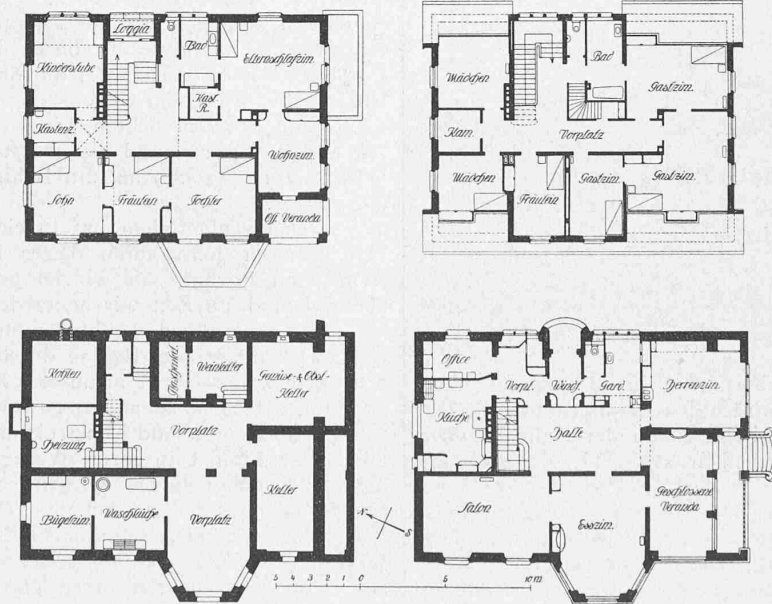 Loggia
Bad
Kinderstube
Elternschlafzim.
Kast.
R.
Kastenz.
Wohnzim.
Sohn
Fräulein
Tochter
Off. Veranda
Bad
Mädchen
Gastzim.
Kam.
Vorplatz
Mädchen
Fräulein
Gastzim.
Gastzim.
Kohlen
Weinkeller
Gemüse- & Obst-
Keller
Heizung
Vorplatz
Bügelzim.
Waschküche
Vorplatz
Keller
N
S
5 4 3 2 1 0 5 10 m
Office
Vorpl.
Windf.
Gard.
Herrenzim.
Küche
Halle
Salon
Esszim.
Geschlossene
Veranda